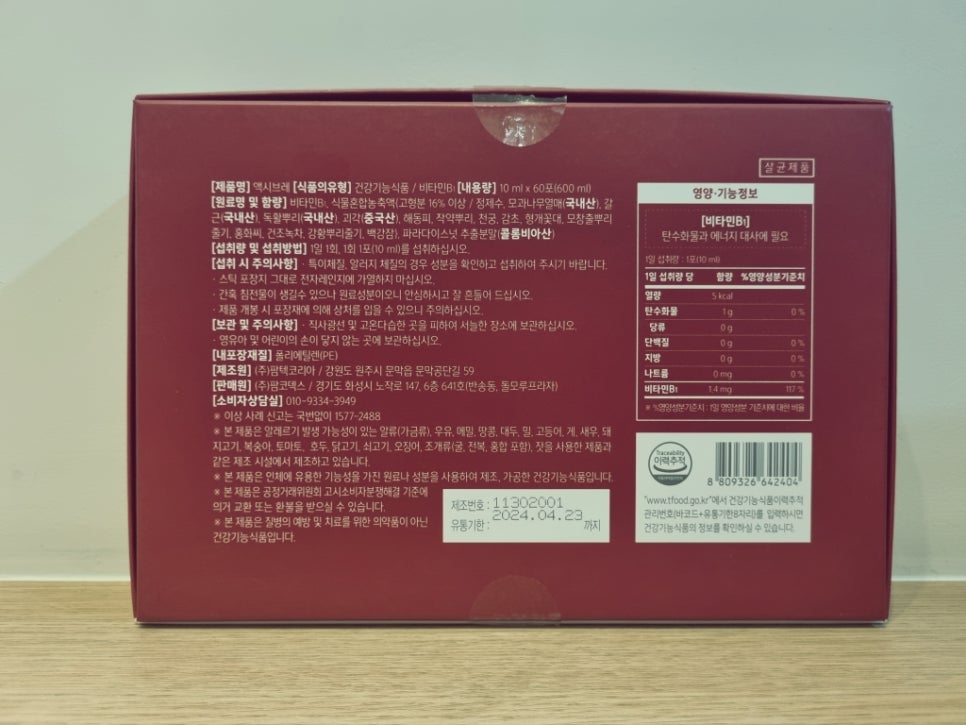 살균제품
[제품명] 액시브레 [식품의유형] 건강기능식품 / 비타민B₁ [내용량] 10 ml x 60포(600 ml)
[원료명 및 함량] 비타민B₁, 식물혼합농축액(고형분 16% 이상 / 정제수, 모과나무열매(국내산), 갈
근(국내산), 독활뿌리(국내산), 괴각(중국산), 해동피, 작약뿌리, 천궁, 감초, 형개꽃대, 모창출뿌리
줄기, 홍화씨, 건조녹차, 강황뿌리줄기, 백강잠), 파라다이스넛 추출분말(콜롬비아산)
[섭취량 및 섭취방법] 1일 1회, 1회 1포(10 ml)를 섭취하십시오.
[섭취 시 주의사항] · 특이체질, 알러지 체질의 경우 성분을 확인하고 섭취하여 주시기 바랍니다.
· 스틱 포장지 그대로 전자레인지에 가열하지 마십시오.
· 간혹 침전물이 생길수 있으나 원료성분이오니 안심하시고 잘 흔들어 드십시오.
· 제품 개봉 시 포장재에 의해 상처를 입을 수 있으니 주의하십시오.
[보관 및 주의사항] · 직사광선 및 고온다습한 곳을 피하여 서늘한 장소에 보관하십시오.
· 영유아 및 어린이의 손이 닿지 않는 곳에 보관하십시오.
[내포장재질] 폴리에틸렌(PE)
[제조원] (주)팜텍코리아 / 강원도 원주시 문막읍 문막공단길 59
[판매원] (주)팜코덱스 / 경기도 화성시 노작로 147, 6층 641호(반송동, 돌모루프라자)
[소비자상담실] 010-9334-3949
※ 이상 사례 신고는 국번없이 1577-2488
※ 본 제품은 알레르기 발생 가능성이 있는 알류(가금류), 우유, 메밀, 땅콩, 대두, 밀, 고등어, 게, 새우, 돼
지고기, 복숭아, 토마토, 호두, 닭고기, 쇠고기, 오징어, 조개류(굴, 전복, 홍합 포함), 잣을 사용한 제품과
같은 제조 시설에서 제조하고 있습니다.
※ 본 제품은 인체에 유용한 기능성을 가진 원료나 성분을 사용하여 제조, 가공한 건강기능식품입니다.
※ 본 제품은 공정거래위원회 고시소비자분쟁해결 기준에
의거 교환 또는 환불을 받으실 수 있습니다.
※ 본 제품은 질병의 예방 및 치료를 위한 의약품이 아닌
건강기능식품입니다.
제조번호 : 11302001
유통기한 : 2024.04.23 까지
영양·기능정보
[비타민B₁]
탄수화물과 에너지 대사에 필요
1일 섭취량 : 1포(10 ml)
1일 섭취량 당 함량 %영양성분기준치
열량 5 kcal
탄수화물 1 g 0 %
당류 0 g
단백질 0 g 0 %
지방 0 g 0 %
나트륨 0 mg 0 %
비타민B₁ 1.4 mg 117 %
※ %영양성분기준치 : 1일 영양성분 기준치에 대한 비율
Traceability
이력추적
8 809326 642404
"www.tfood.go.kr"에서 건강기능식품이력추적
관리번호(바코드+유통기한8자리)를 입력하시면
건강기능식품의 정보를 확인하실 수 있습니다.